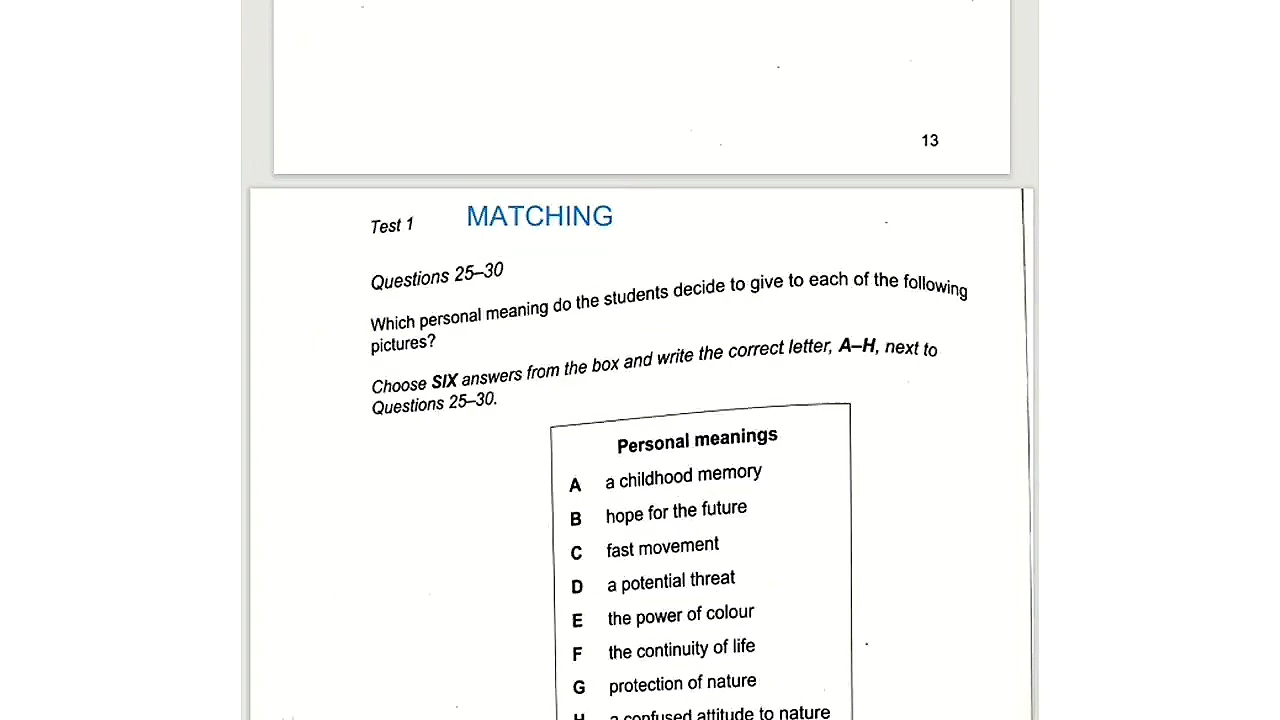 13
Test 1 MATCHING
Questions 25–30
Which personal meaning do the students decide to give to each of the following
pictures?
Choose SIX answers from the box and write the correct letter, A–H, next to
Questions 25–30.
Personal meanings
A a childhood memory
B hope for the future
C fast movement
D a potential threat
E the power of colour
F the continuity of life
G protection of nature
H a confused attitude to nature